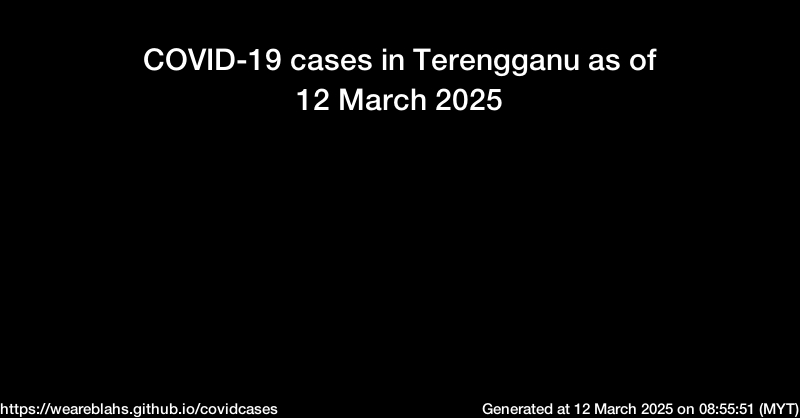 COVID-19 cases in Terengganu as of
12 March 2025
https://weareblahs.github.io/covidcases
Generated at 12 March 2025 on 08:55:51 (MYT)